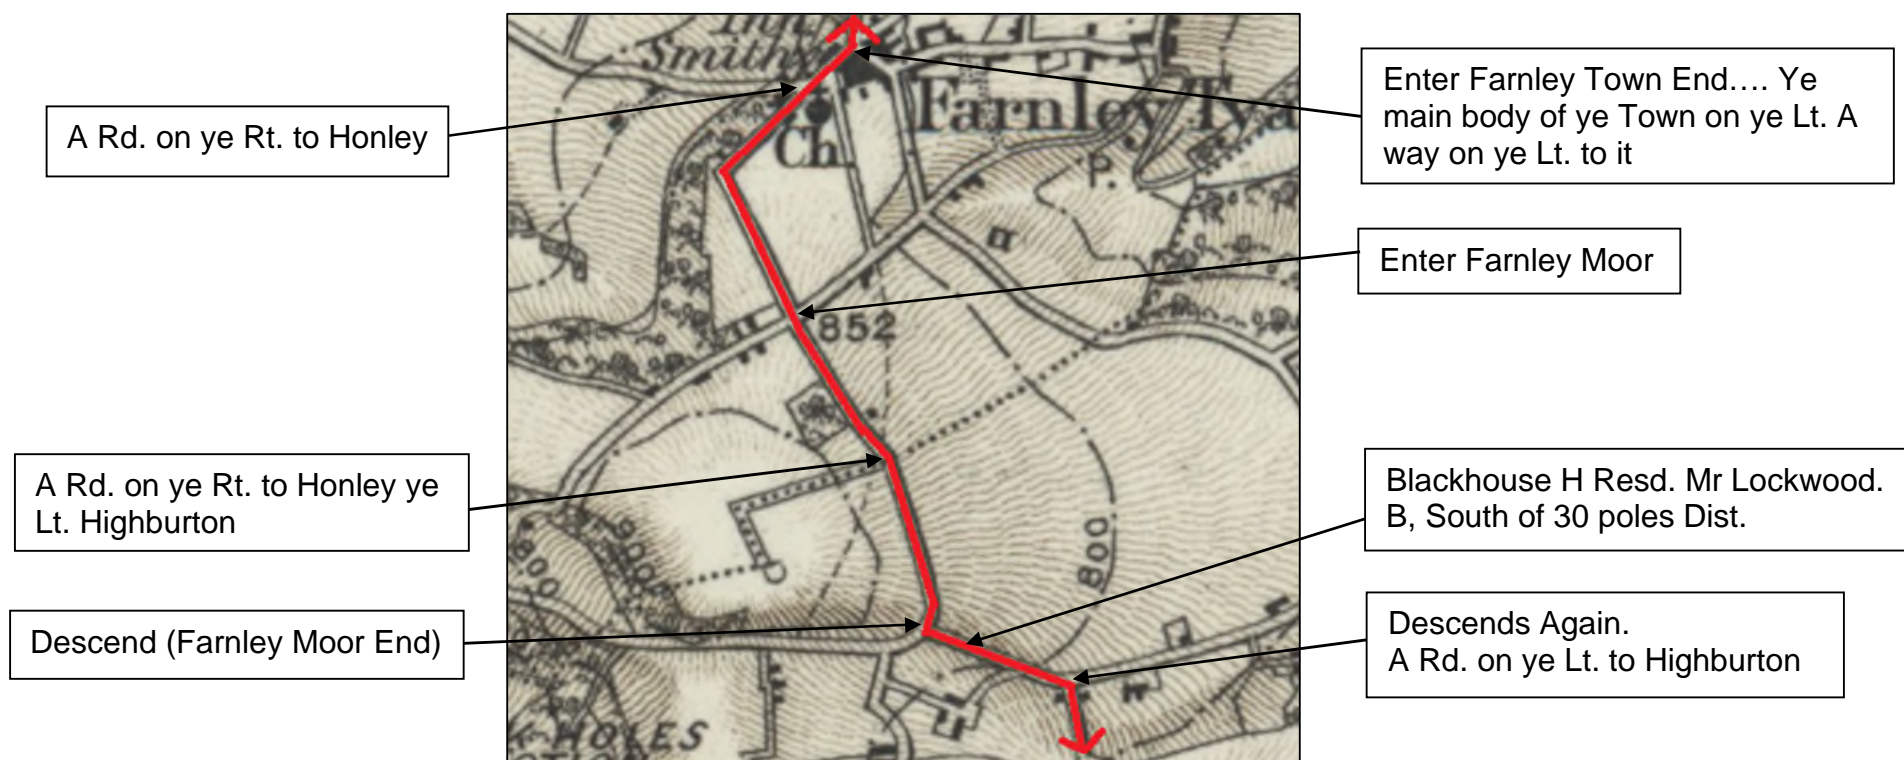 A Rd. on ye Rt. to Honley
A Rd. on ye Rt. to Honley ye
Lt. Highburton
Descend (Farnley Moor End)
Inn
Smithy
Farnley Tya
Ch.
P.
852
900
800
800
HOLES
Enter Farnley Town End…. Ye
main body of ye Town on ye Lt. A
way on ye Lt. to it
Enter Farnley Moor
Blackhouse H Resd. Mr Lockwood.
B, South of 30 poles Dist.
Descends Again.
A Rd. on ye Lt. to Highburton